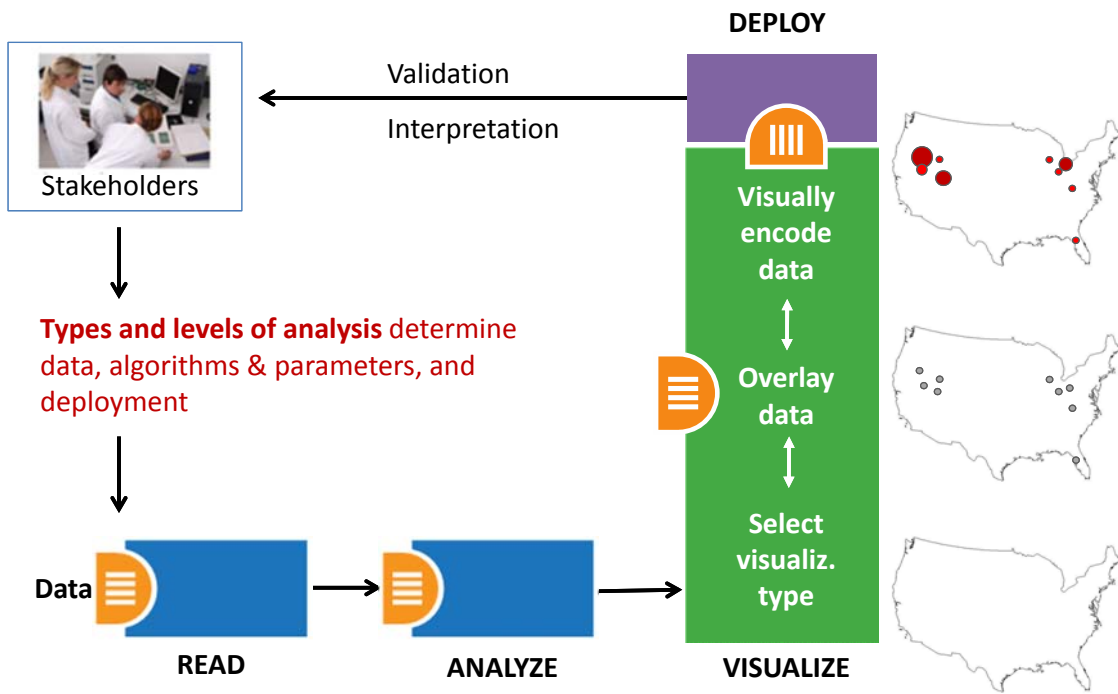 DEPLOY
Validation
Interpretation
Stakeholders
Visually
encode
data
Types and levels of analysis determine
data, algorithms & parameters, and
deployment
Overlay
data
Select
visualiz.
type
Data
READ
ANALYZE
VISUALIZE